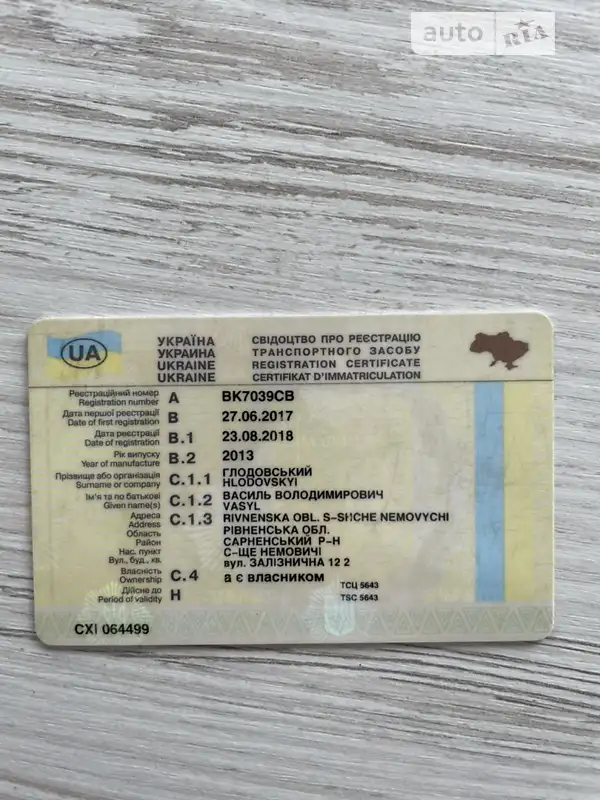 auto RIA
UA
УКРАЇНА СВІДОЦТВО ПРО РЕЄСТРАЦІЮ
УКРАИНА ТРАНСПОРТНОГО ЗАСОБУ
UKRAINE REGISTRATION CERTIFICATE
UKRAINE CERTIFIKAT D'IMMATRICULATION
Реєстраційний номер
Registration number A BK7039CB
Дата першої реєстрації
Date of first registration B 27.06.2017
Дата реєстрації
Date of registration B.1 23.08.2018
Рік випуску
Year of manufacture B.2 2013
Прізвище або організація ГЛОДОВСЬКИЙ
Surname or company C.1.1 HLODOVSKYI
Ім'я та по батькові ВАСИЛЬ ВОЛОДИМИРОВИЧ
Given name(s) C.1.2 VASYL
Адреса C.1.3 RIVNENSKA OBL. S-SHCHE NEMOVYCHI
Address
Область РІВНЕНСЬКА ОБЛ.
Район САРНЕНСЬКИЙ Р-Н
Нас. пункт С-ЩЕ НЕМОВИЧІ
Вул., буд., кв. вул. ЗАЛІЗНИЧНА 12 2
Власність
Ownership C.4 а є власником
ТСЦ 5643
Дійсне до
Period of validity H TSC 5643
CXI 064499